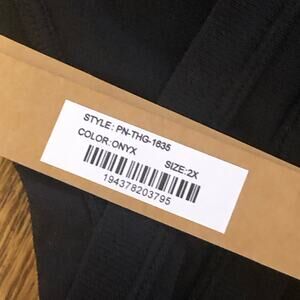 STYLE: PN-THG-1635
COLOR:ONYX
SIZE:2X
194378203795